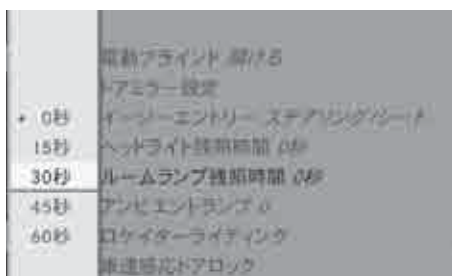 電動ブラインド 開ける
ドアミラー設定
• 0秒 イージーエントリー ステアリング/シート
15秒 ヘッドライト残照時間 0秒
30秒 ルームランプ残照時間 0秒
45秒 アンビエントランプ 0
60秒 ロケイターライティング
車速感応ドアロック